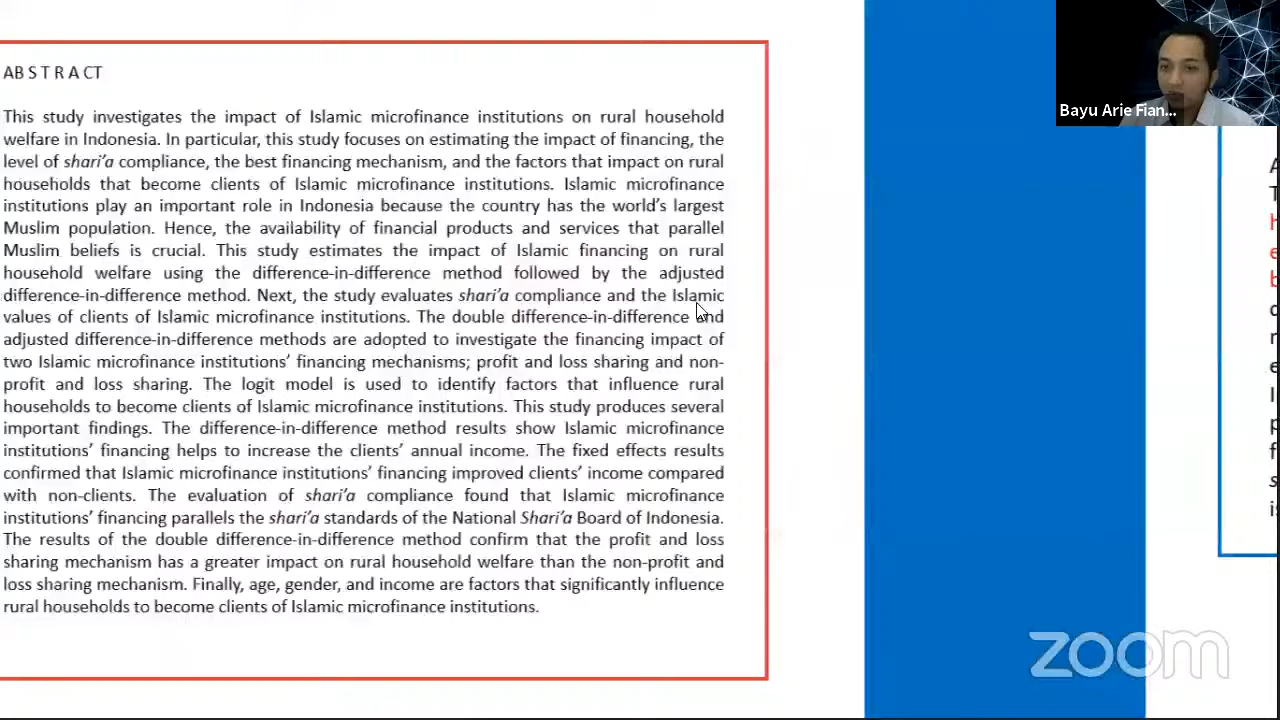 ABSTRACT
This study investigates the impact of Islamic microfinance institutions on rural household
welfare in Indonesia. In particular, this study focuses on estimating the impact of financing, the
level of shari’a compliance, the best financing mechanism, and the factors that impact on rural
households that become clients of Islamic microfinance institutions. Islamic microfinance
institutions play an important role in Indonesia because the country has the world’s largest
Muslim population. Hence, the availability of financial products and services that parallel
Muslim beliefs is crucial. This study estimates the impact of Islamic financing on rural
household welfare using the difference-in-difference method followed by the adjusted
difference-in-difference method. Next, the study evaluates shari’a compliance and the Islamic
values of clients of Islamic microfinance institutions. The double difference-in-difference and
adjusted difference-in-difference methods are adopted to investigate the financing impact of
two Islamic microfinance institutions’ financing mechanisms; profit and loss sharing and non-
profit and loss sharing. The logit model is used to identify factors that influence rural
households to become clients of Islamic microfinance institutions. This study produces several
important findings. The difference-in-difference method results show Islamic microfinance
institutions’ financing helps to increase the clients’ annual income. The fixed effects results
confirmed that Islamic microfinance institutions’ financing improved clients’ income compared
with non-clients. The evaluation of shari’a compliance found that Islamic microfinance
institutions’ financing parallels the shari’a standards of the National Shari’a Board of Indonesia.
The results of the double difference-in-difference method confirm that the profit and loss
sharing mechanism has a greater impact on rural household welfare than the non-profit and
loss sharing mechanism. Finally, age, gender, and income are factors that significantly influence
rural households to become clients of Islamic microfinance institutions.
Bayu Arie Fian...
zoom